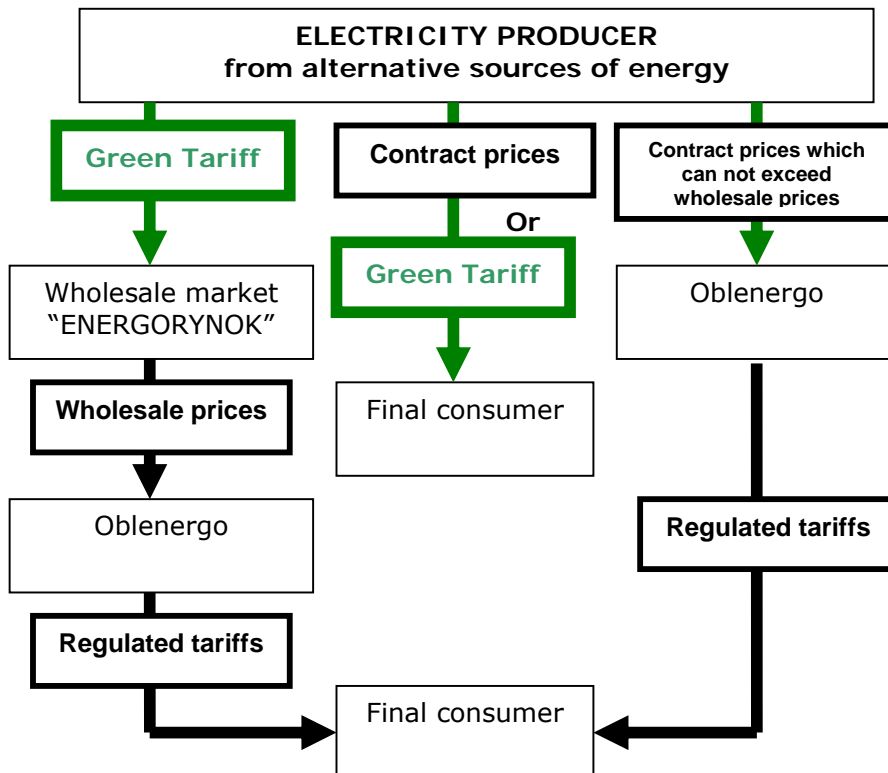 ELECTRICITY PRODUCER
from alternative sources of energy
Green Tariff
Contract prices
Contract prices which
can not exceed
wholesale prices
Or
Green Tariff
Wholesale market
“ENERGORYNOK”
Oblenergo
Wholesale prices
Final consumer
Oblenergo
Regulated tariffs
Regulated tariffs
Final consumer